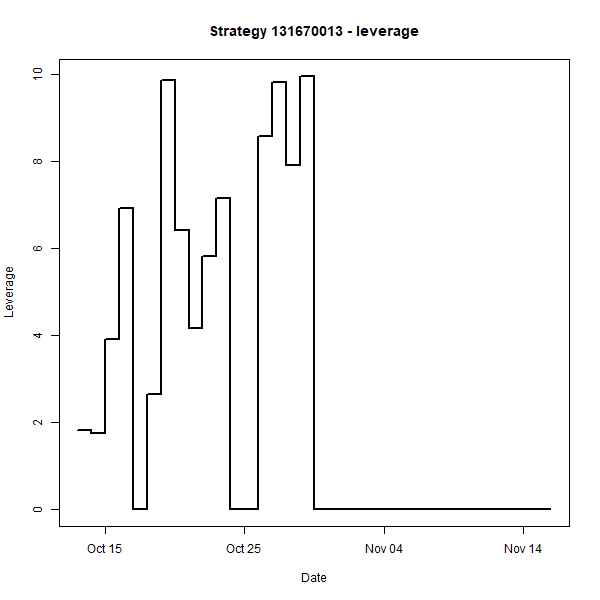 Strategy 131670013 - leverage
Leverage
10
8
6
4
2
0
Oct 15
Oct 25
Nov 04
Nov 14
Date